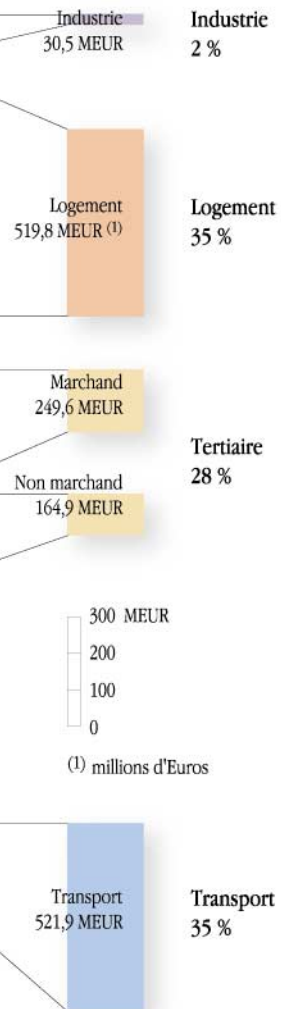 Industrie
30,5 MEUR
Industrie
2 %
Logement
519,8 MEUR (1)
Logement
35 %
Marchand
249,6 MEUR
Tertiaire
28 %
Non marchand
164,9 MEUR
300 MEUR
200
100
0
(1) millions d'Euros
Transport
521,9 MEUR
Transport
35 %